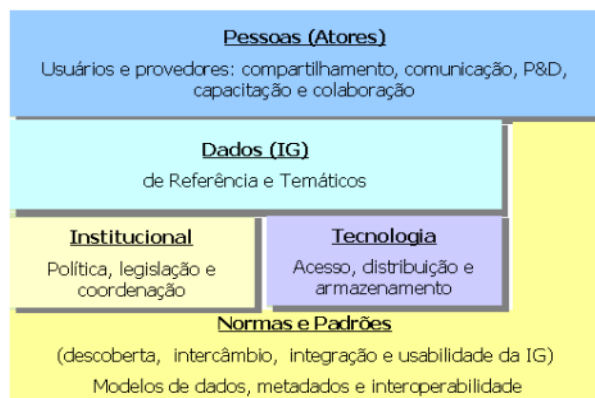 Pessoas (Atores)
Usuários e provedores: compartilhamento, comunicação, P&D,
capacitação e colaboração
Dados (IG)
de Referência e Temáticos
Institucional
Política, legislação e
coordenação
Tecnologia
Acesso, distribuição e
armazenamento
Normas e Padrões
(descoberta, intercâmbio, integração e usabilidade da IG)
Modelos de dados, metadados e interoperabilidade